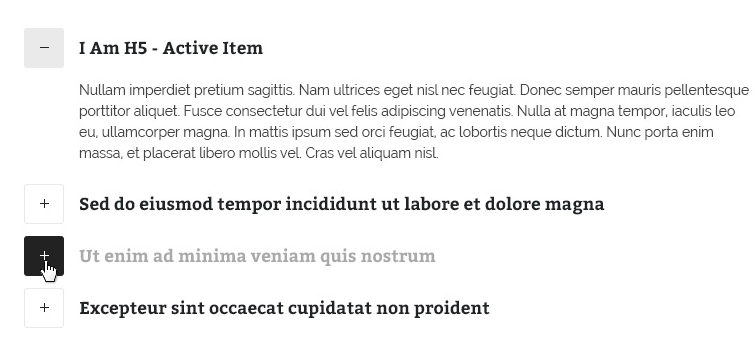 I Am H5 - Active Item
Nullam imperdiet pretium sagittis. Nam ultrices eget nisl nec feugiat. Donec semper mauris pellentesque
porttitor aliquet. Fusce consectetur dui vel felis adipiscing venenatis. Nulla at magna tempor, iaculis leo
eu, ullamcorper magna. In mattis ipsum sed orci feugiat, ac lobortis neque dictum. Nunc porta enim
massa, et placerat libero mollis vel. Cras vel aliquam nisl.
Sed do eiusmod tempor incididunt ut labore et dolore magna
Ut enim ad minima veniam quis nostrum
Excepteur sint occaecat cupidatat non proident